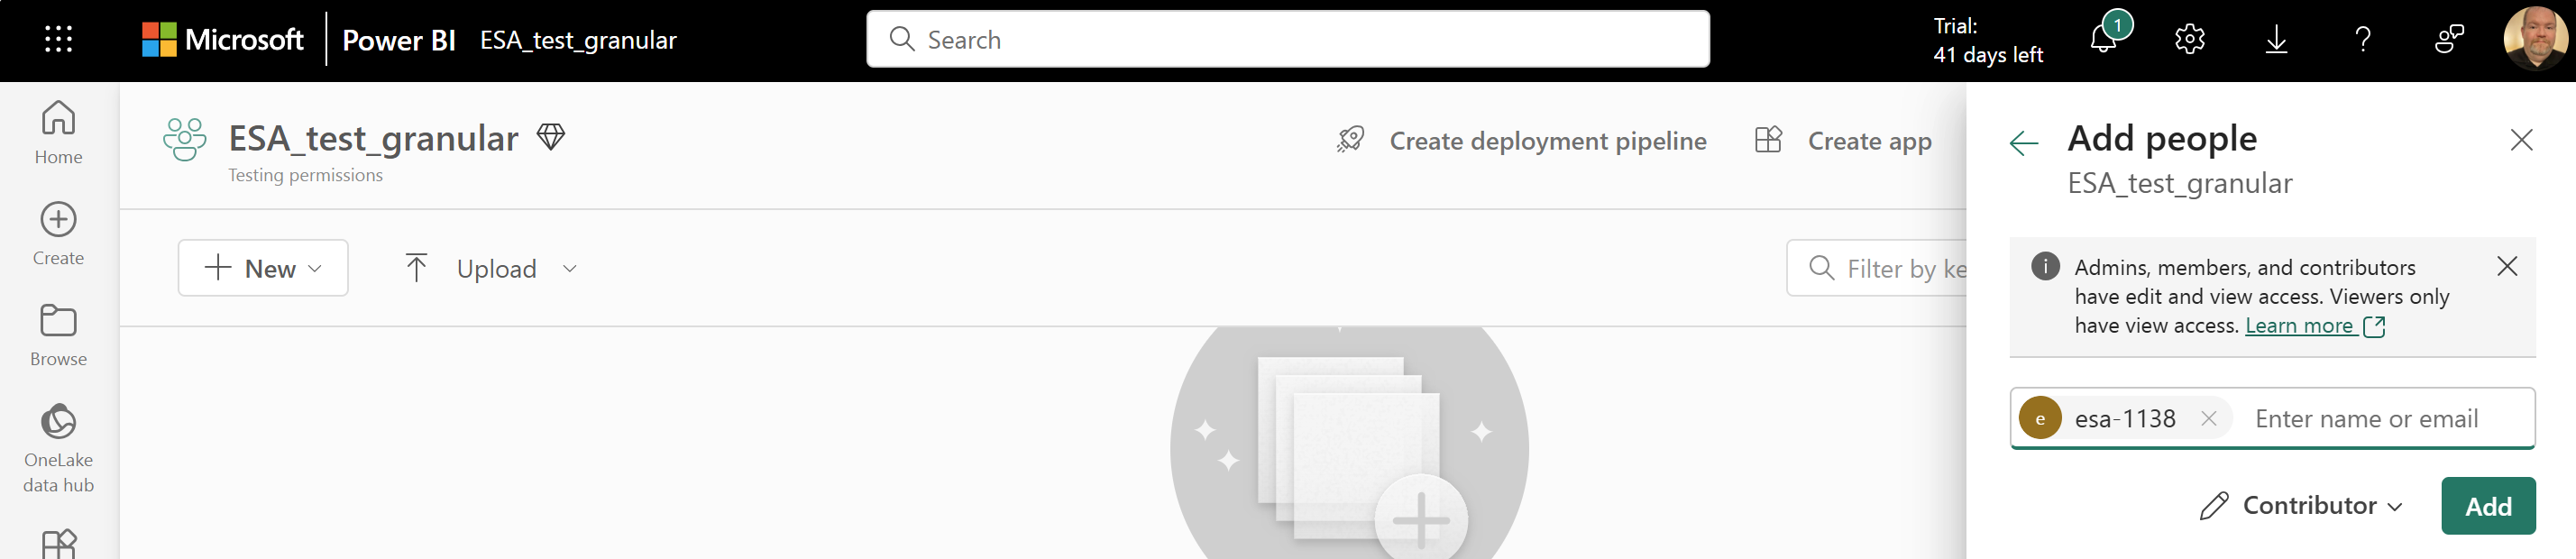 Microsoft
Power BI
ESA_test_granular
Search
Trial:
41 days left
1
Home
Create
Browse
OneLake
data hub
ESA_test_granular
Testing permissions
Create deployment pipeline
Create app
New
Upload
Filter by ke
Add people
ESA_test_granular
Admins, members, and contributors
have edit and view access. Viewers only
have view access. Learn more
e
esa-1138
Enter name or email
Contributor
Add